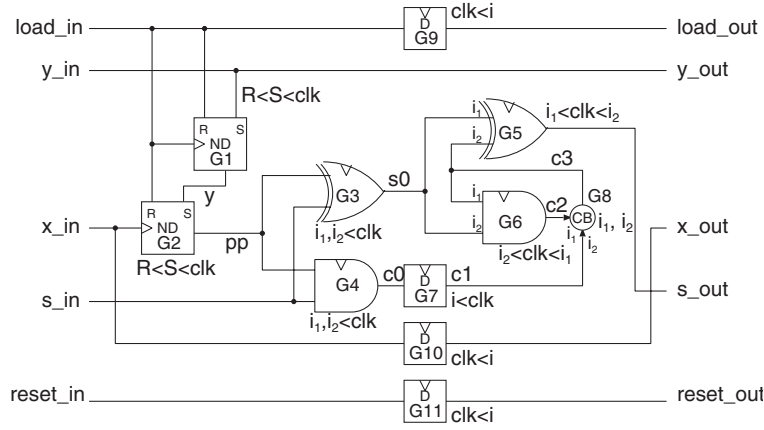 load_in D G9 clk<i load_out
y_in y_out
R<S<clk
R S ND G1
y
i₁ i₂ G5 i₁<clk<i₂
s0
c3
G3 i₁,i₂<clk
R S ND G2
x_in pp R<S<clk
i₁ i₂ G6 c2 G8 CB i₁, i₂ i₁ i₂ x_out
i₂<clk<i₁
G4 c0 D G7 c1
s_in i₁,i₂<clk i<clk s_out
D G10 clk<i
reset_in D G11 clk<i reset_out